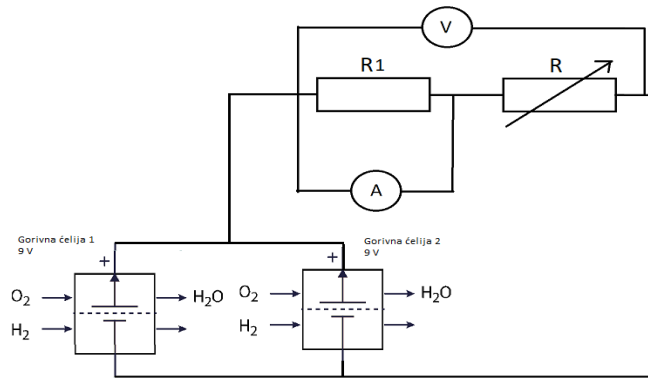 V
R1
R
A
Gorivna ćelija 1
9 V
Gorivna ćelija 2
9 V
+
+
O₂
H₂O
H₂
O₂
H₂O
H₂